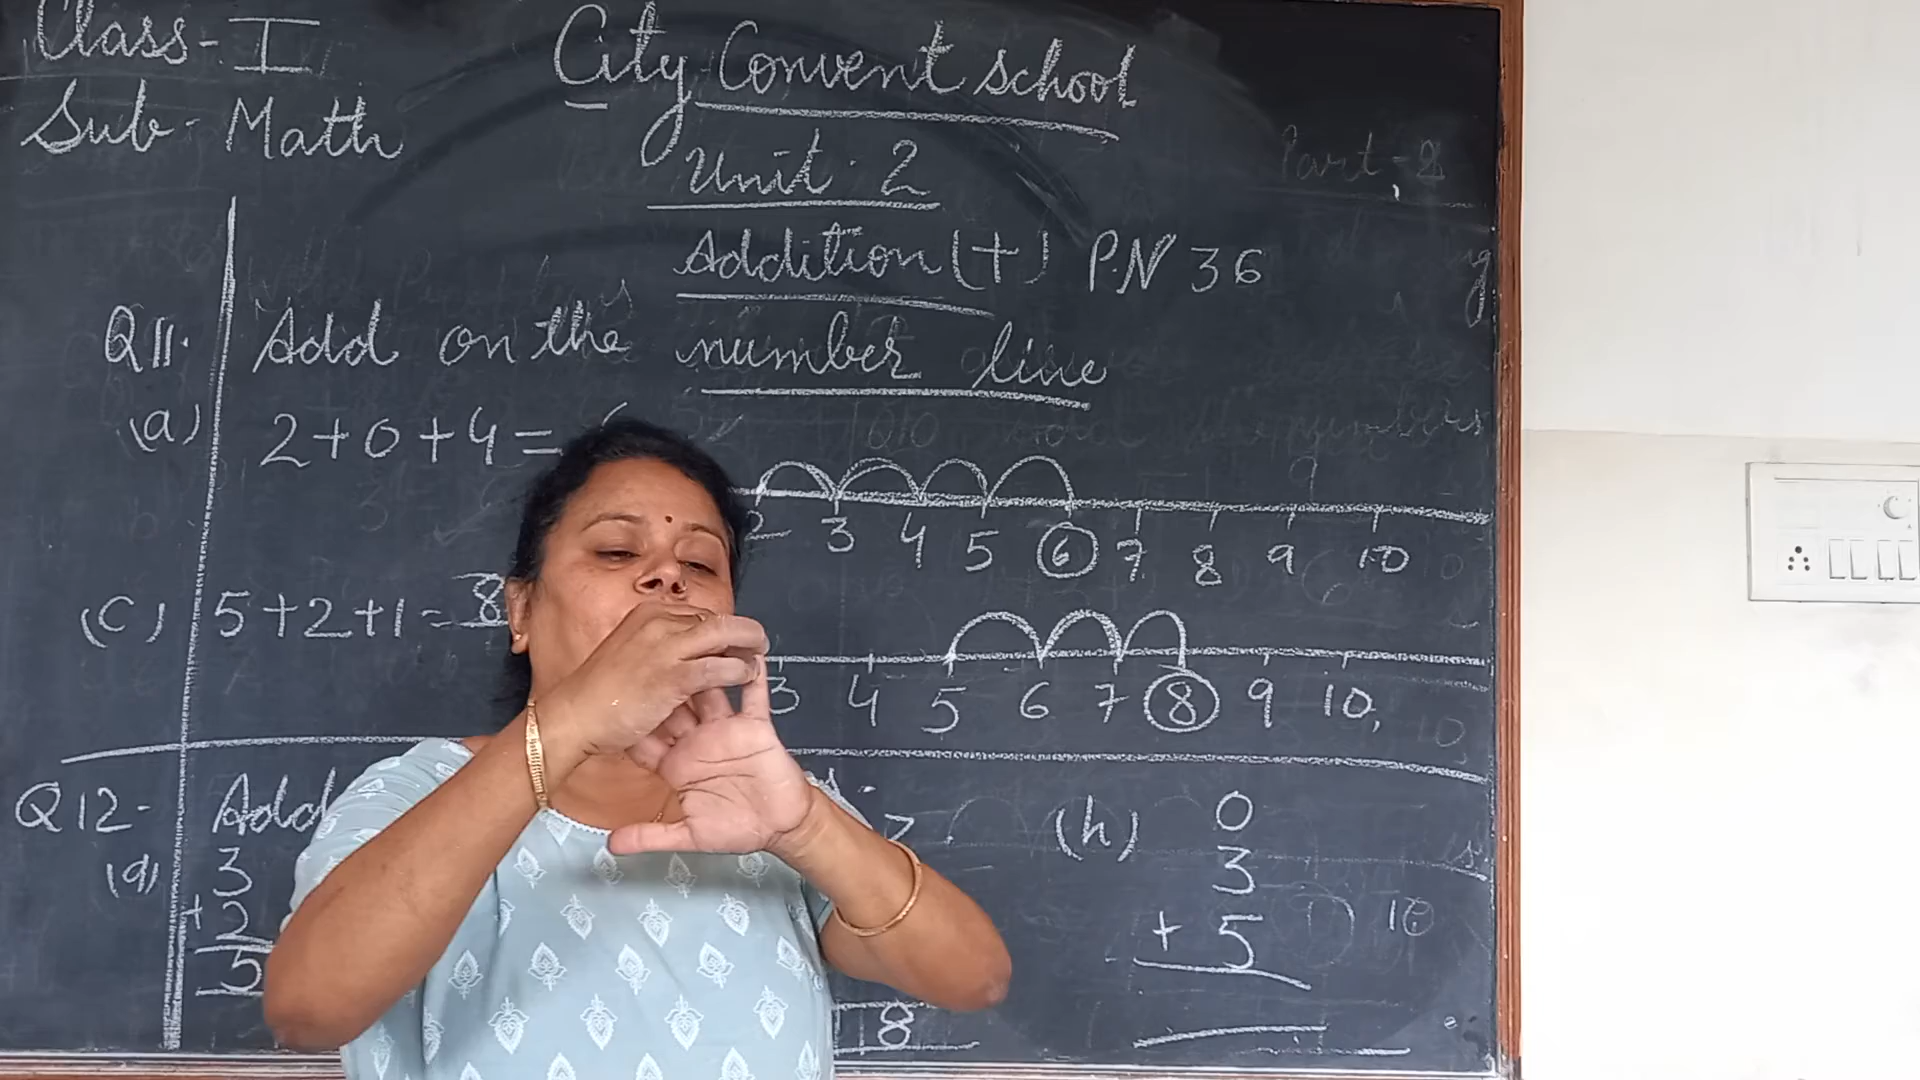 Class-I
City Convent School
Sub-Math
Unit-2
Part-2
Addition (+) P.N 36
Q11. Add on the number line
(a) 2+0+4=
2 3 4 5 6 7 8 9 10
(c) 5+2+1=8
3 4 5 6 7 8 9 10
Q12- Add
(a) 3
+2
5
8
(h) 0
3
+5